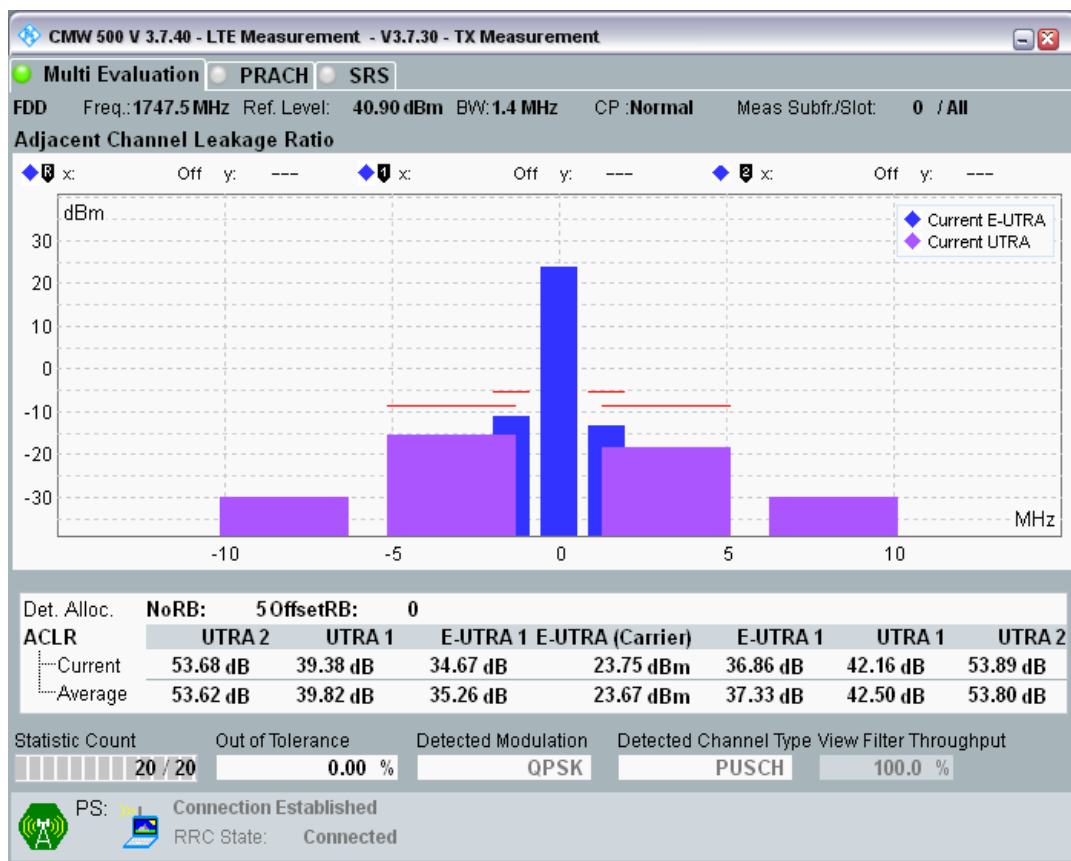 CMW 500 V 3.7.40 - LTE Measurement - V3.7.30 - TX Measurement
Multi Evaluation PRACH SRS
FDD Freq.: 1747.5 MHz Ref. Level: 40.90 dBm BW: 1.4 MHz CP :Normal Meas Subfr./Slot: 0 / All
Adjacent Channel Leakage Ratio
R x: Off y: --- 1 x: Off y: --- 2 x: Off y: ---
dBm
Current E-UTRA
Current UTRA
30
20
10
0
-10
-20
-30
MHz
-10 -5 0 5 10
Det. Alloc. NoRB: 5 OffsetRB: 0
ACLR UTRA 2 UTRA 1 E-UTRA 1 E-UTRA (Carrier) E-UTRA 1 UTRA 1 UTRA 2
Current 53.68 dB 39.38 dB 34.67 dB 23.75 dBm 36.86 dB 42.16 dB 53.89 dB
Average 53.62 dB 39.82 dB 35.26 dB 23.67 dBm 37.33 dB 42.50 dB 53.80 dB
Statistic Count Out of Tolerance Detected Modulation Detected Channel Type View Filter Throughput
20 / 20 0.00 % QPSK PUSCH 100.0 %
PS: Connection Established
RRC State: Connected